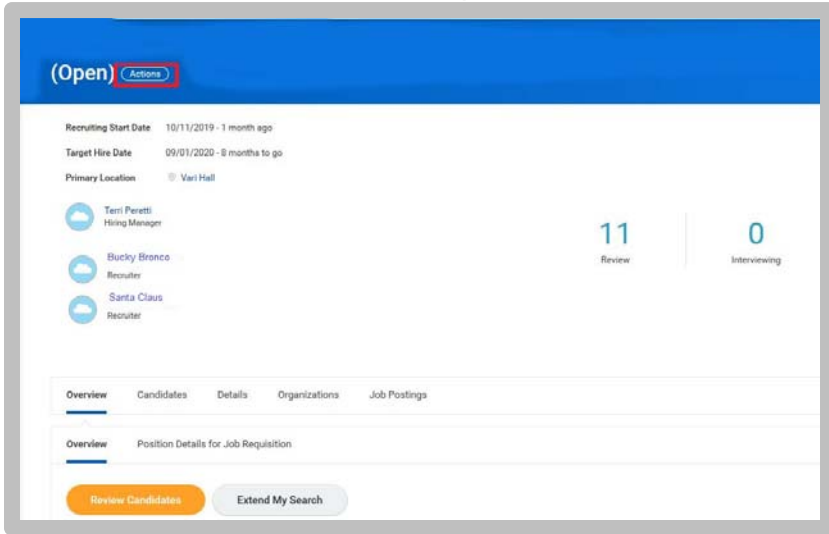 (Open) Actions
Recruiting Start Date 10/11/2019 - 1 month ago
Target Hire Date 09/01/2020 - 8 months to go
Primary Location Vari Hall
Terri Peretti
Hiring Manager
Bucky Bronco
Recruiter
Santa Claus
Recruiter
11
Review
0
Interviewing
Overview Candidates Details Organizations Job Postings
Overview Position Details for Job Requisition
Review Candidates Extend My Search